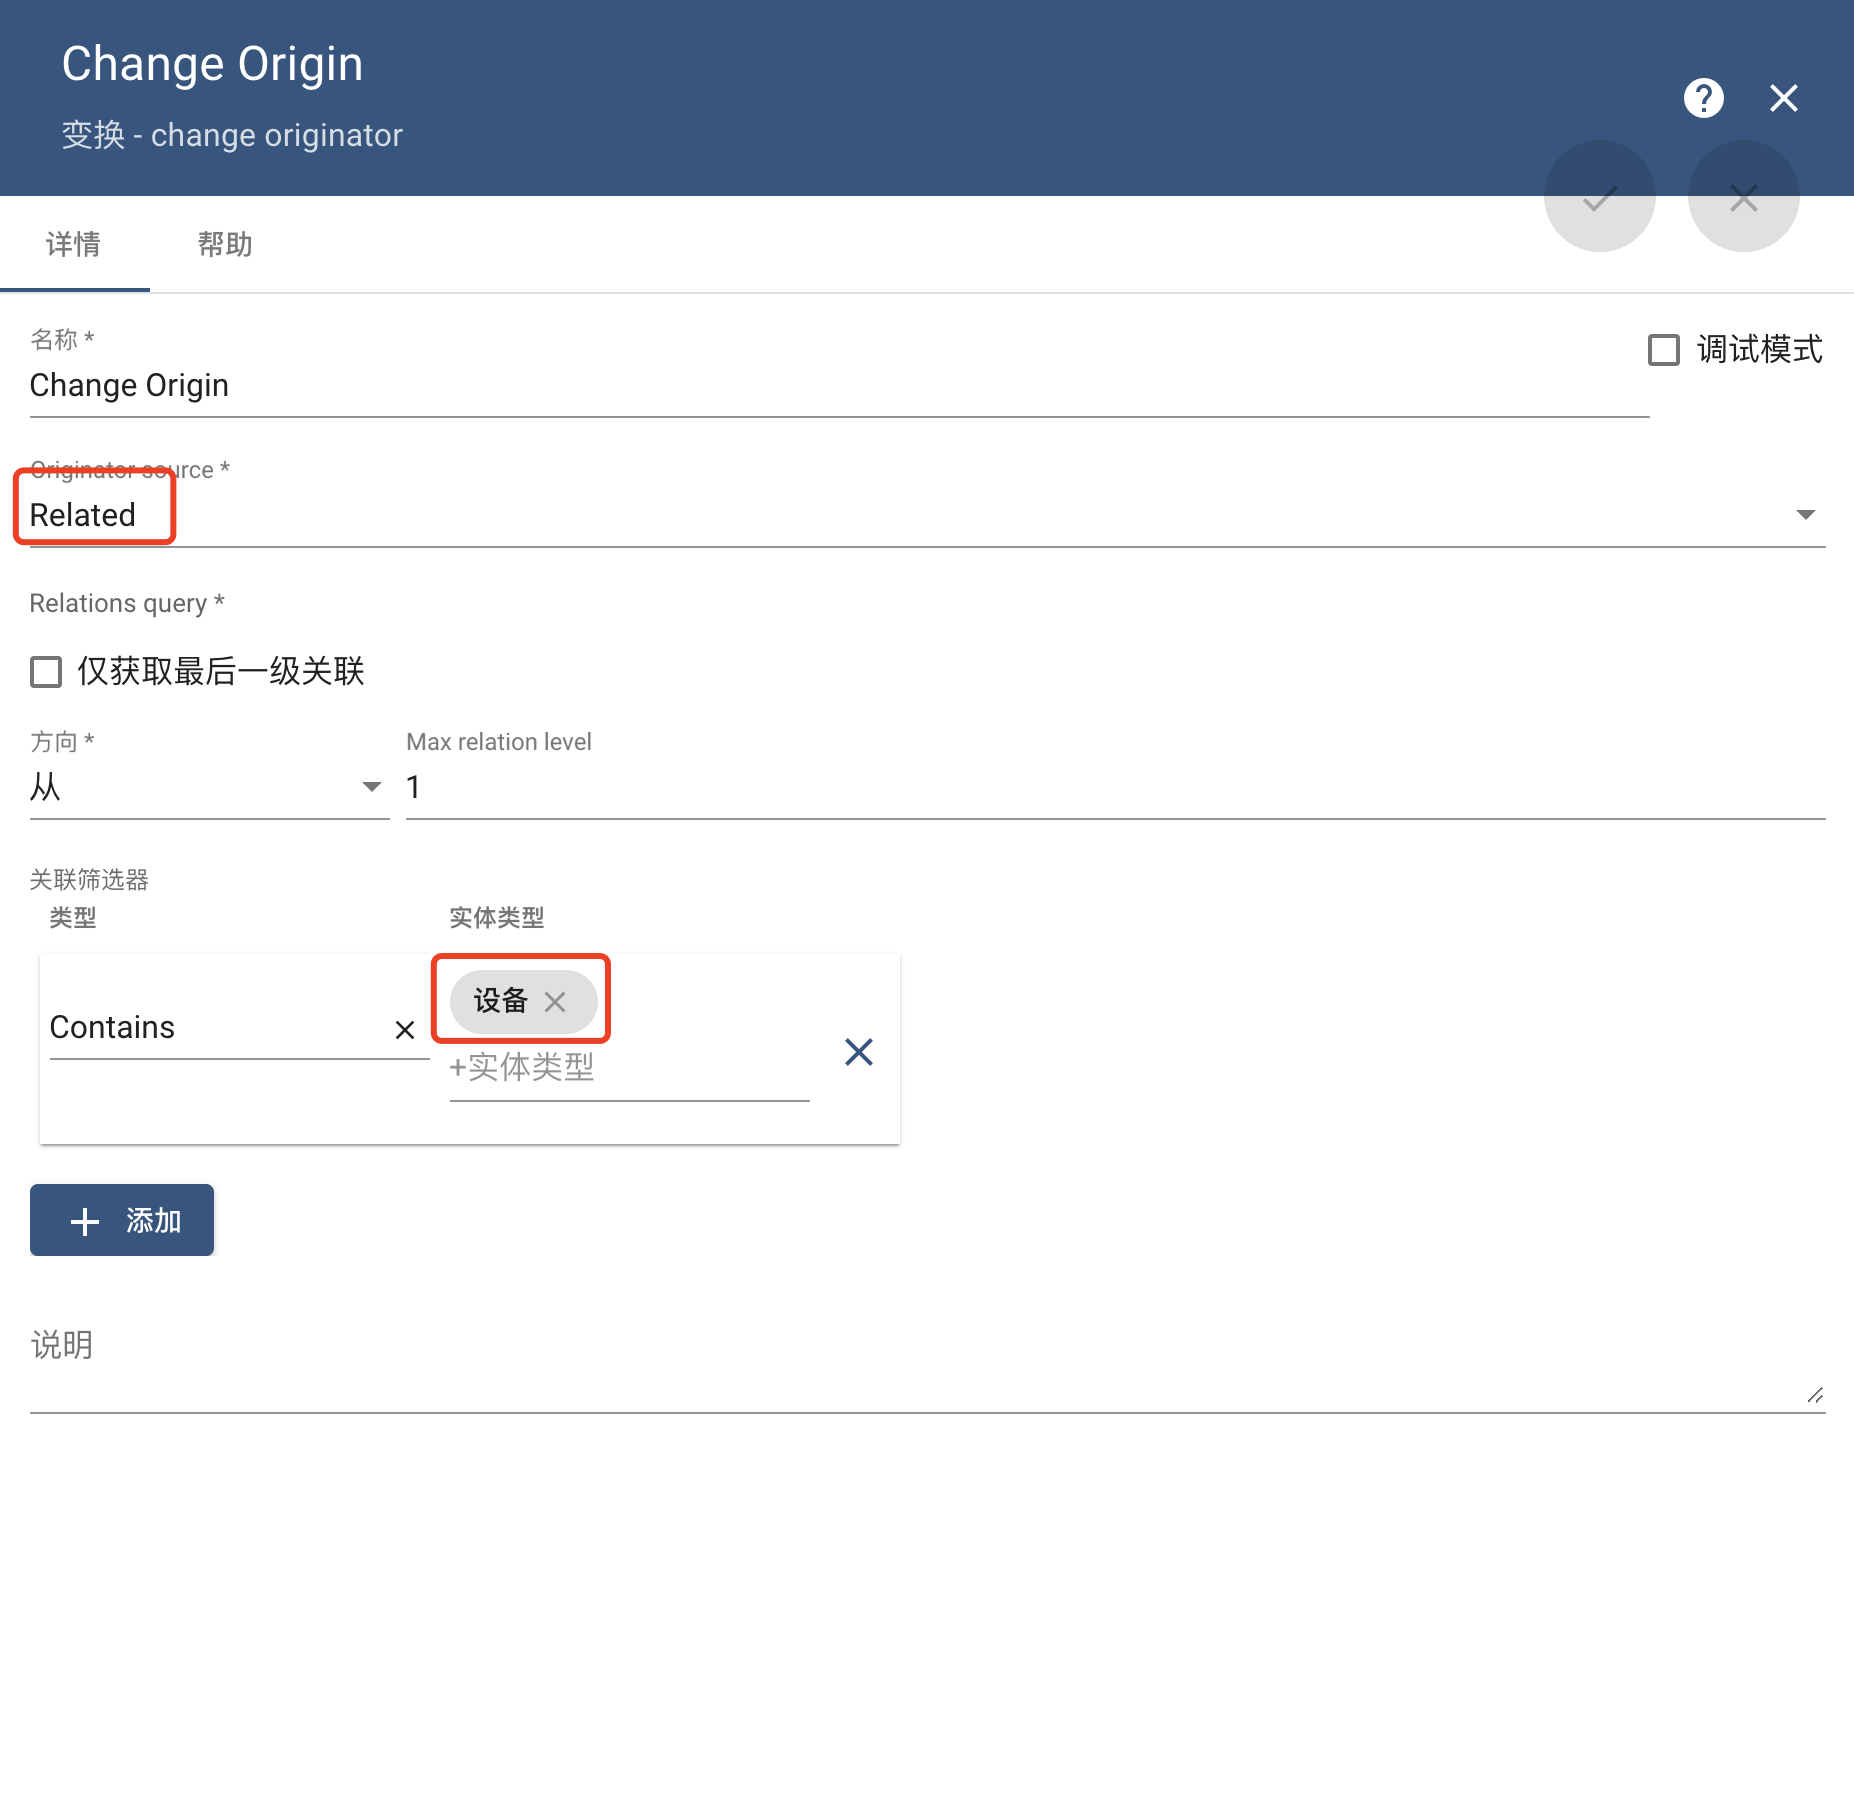 Change Origin
变换 - change originator
详情
帮助
名称 *
Change Origin
调试模式
Originator source *
Related
Relations query *
仅获取最后一级关联
方向 *
Max relation level
从
1
关联筛选器
类型
实体类型
设备
Contains
+实体类型
添加
说明